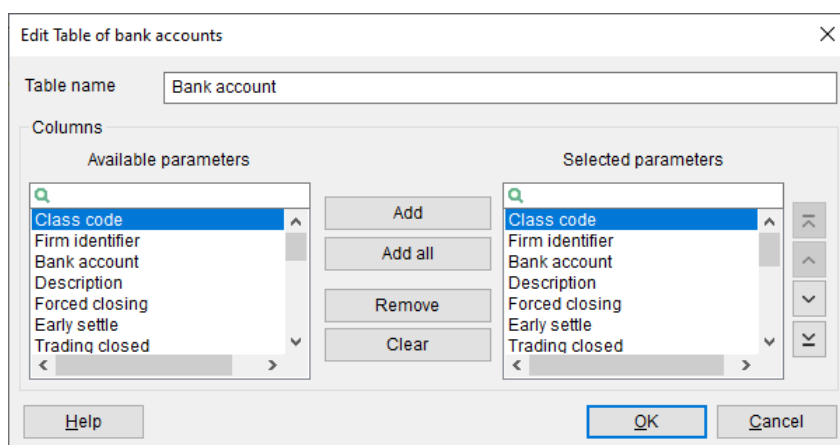 Edit Table of bank accounts
Table name
Bank account
Columns
Available parameters
Class code
Firm identifier
Bank account
Description
Forced closing
Early settle
Trading closed
Add
Add all
Remove
Clear
Selected parameters
Class code
Firm identifier
Bank account
Description
Forced closing
Early settle
Trading closed
Help
OK
Cancel